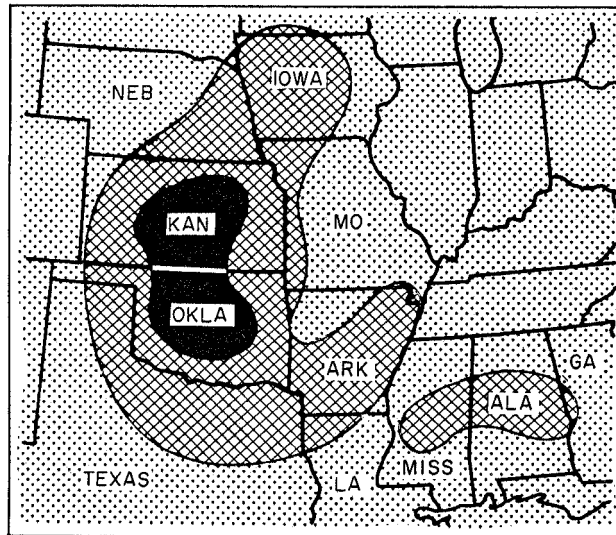 IOWA
NEB
KAN
MO
OKLA
ARK
GA
ALA
MISS
TEXAS
LA